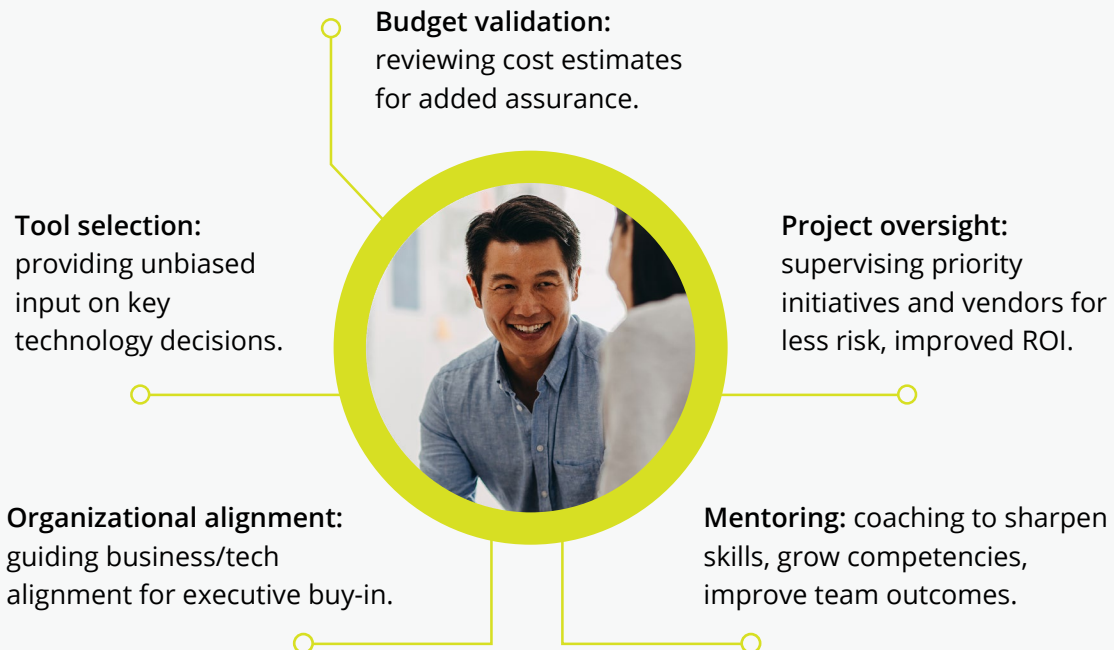 Budget validation:
reviewing cost estimates
for added assurance.
Tool selection:
providing unbiased
input on key
technology decisions.
Project oversight:
supervising priority
initiatives and vendors for
less risk, improved ROI.
Organizational alignment:
guiding business/tech
alignment for executive buy-in.
Mentoring: coaching to sharpen
skills, grow competencies,
improve team outcomes.